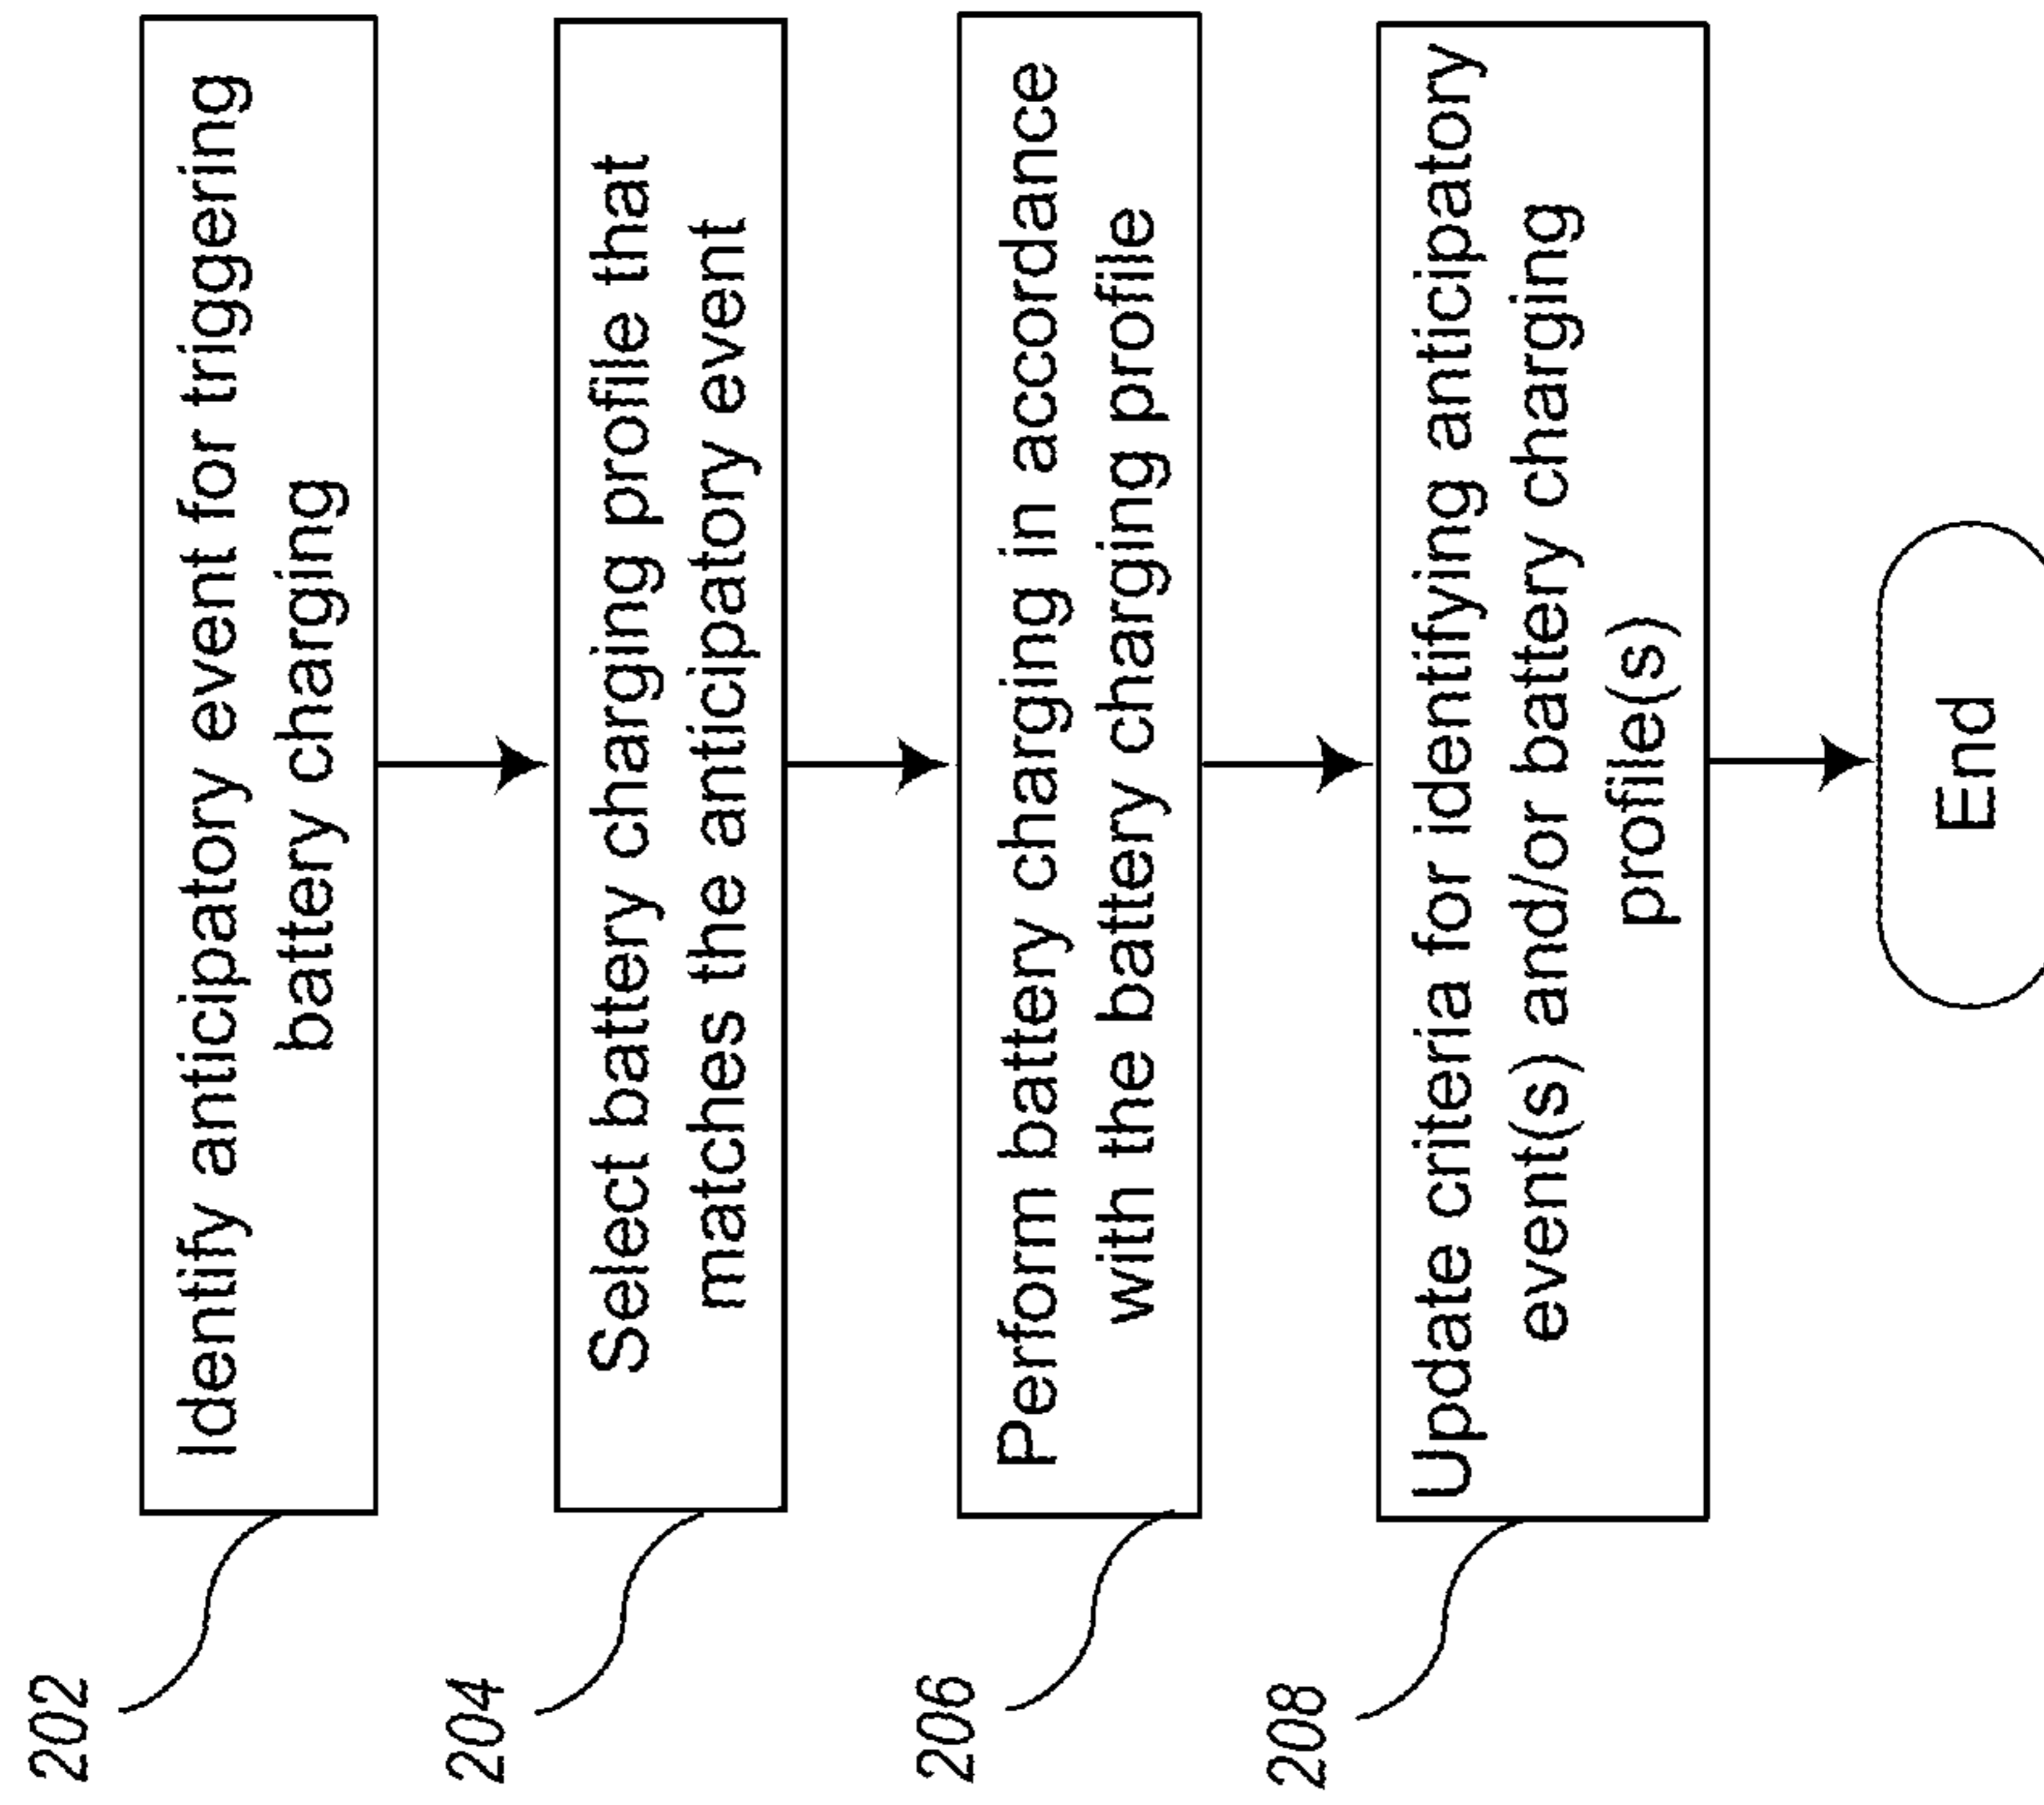 202
Identify anticipatory event for triggering
battery charging
204
Select battery charging profile that
matches the anticipatory event
206
Perform battery charging in accordance
with the battery charging profile
208
Update criteria for identifying anticipatory
event(s) and/or battery charging
profile(s)
End